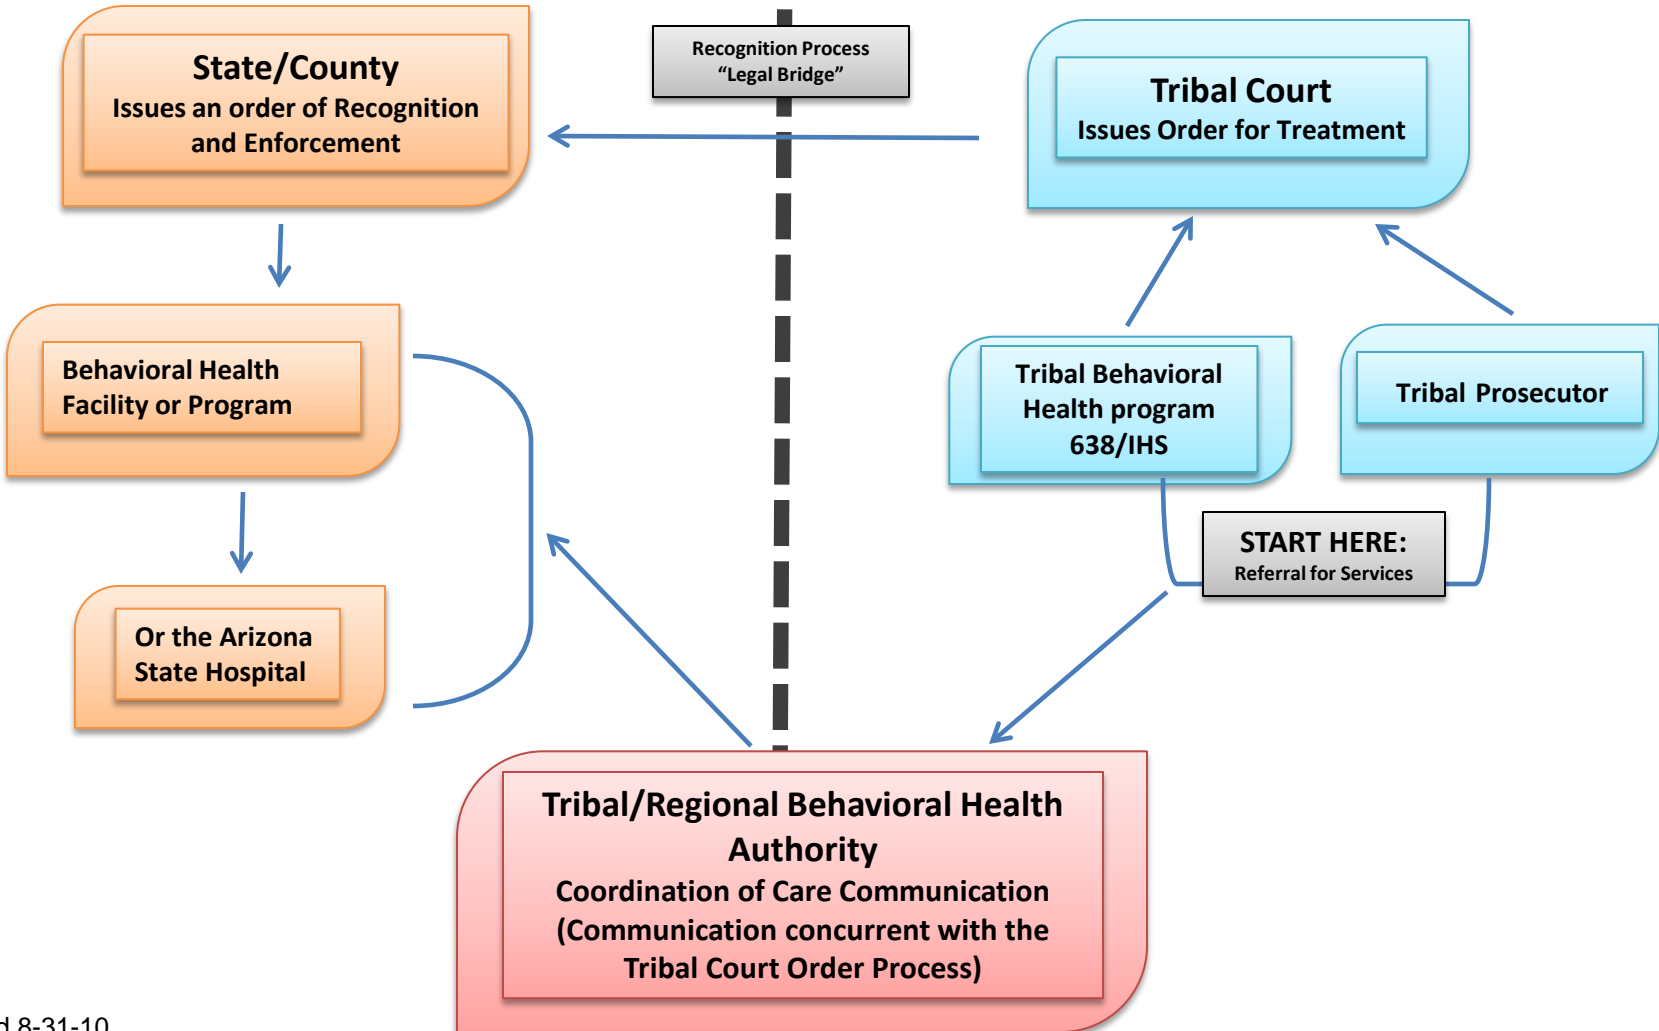 State/County
Issues an order of Recognition
and Enforcement
Recognition Process
“Legal Bridge”
Tribal Court
Issues Order for Treatment
Behavioral Health
Facility or Program
Tribal Behavioral
Health program
638/IHS
Tribal Prosecutor
START HERE:
Referral for Services
Or the Arizona
State Hospital
Tribal/Regional Behavioral Health
Authority
Coordination of Care Communication
(Communication concurrent with the
Tribal Court Order Process)
8-31-10